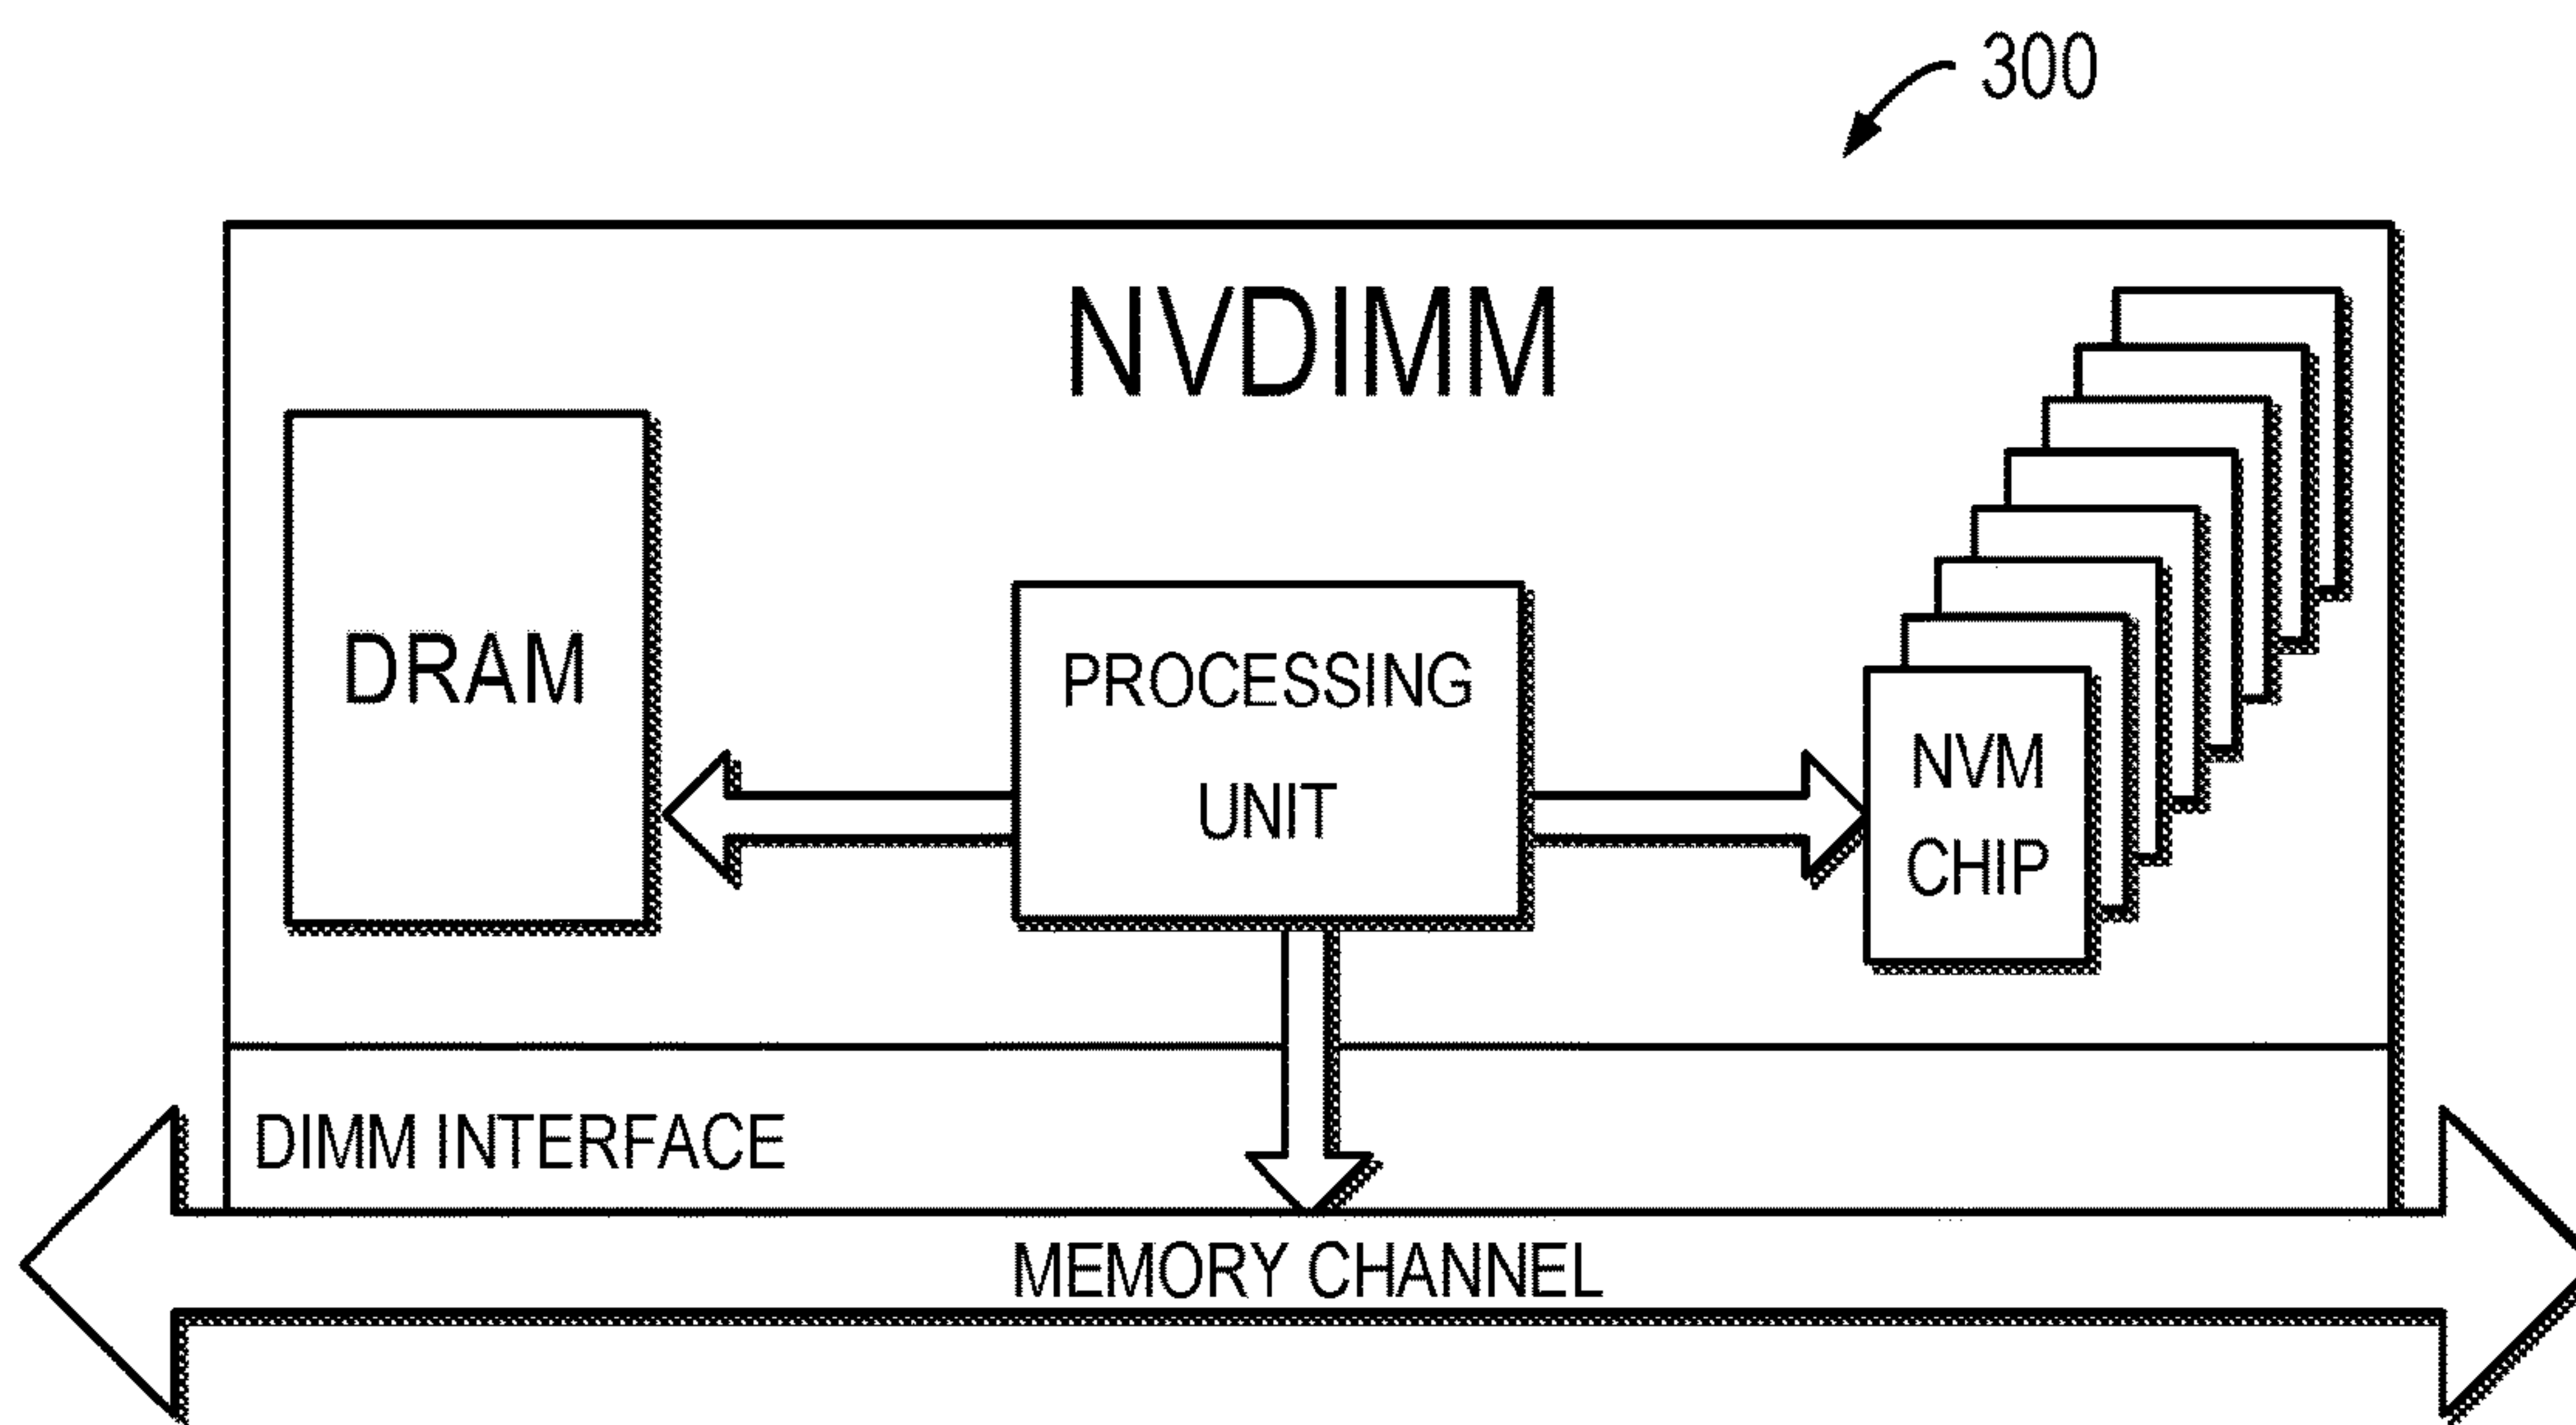 300
NVDIMM
DRAM
PROCESSING
UNIT
NVM
CHIP
DIMM INTERFACE
MEMORY CHANNEL